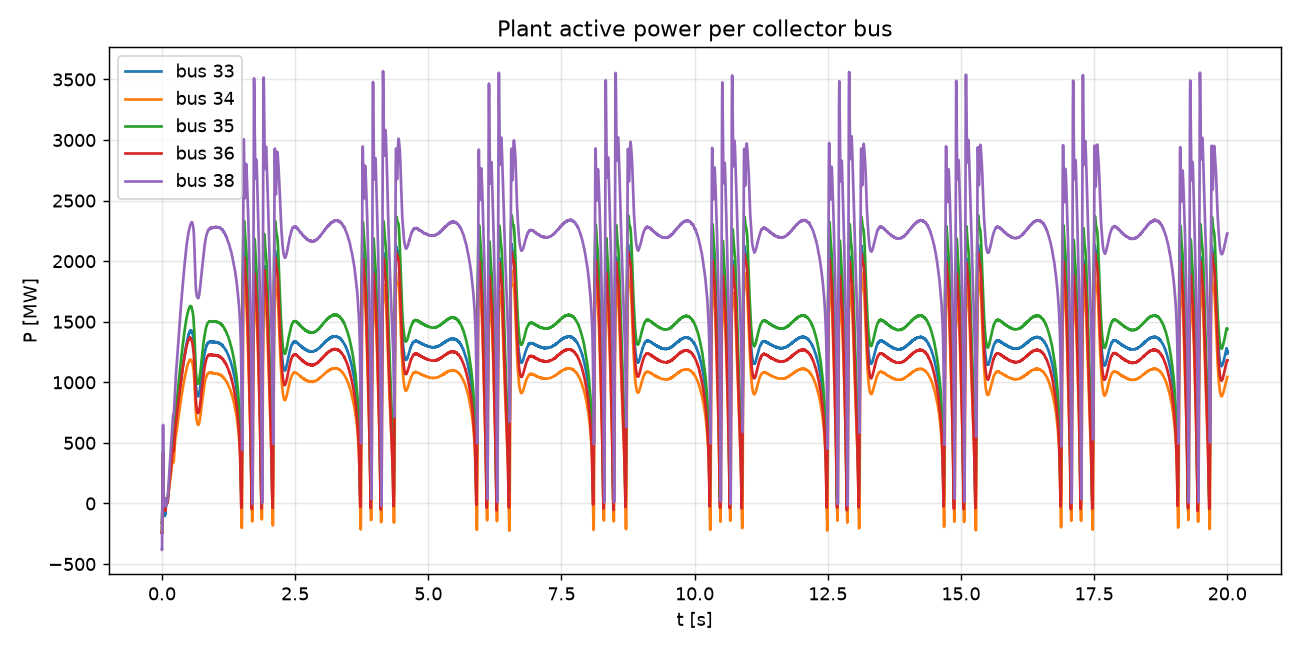 Plant active power per collector bus
bus 33
bus 34
bus 35
bus 36
bus 38
P [MW]
3500
3000
2500
2000
1500
1000
500
0
−500
0.0
2.5
5.0
7.5
10.0
12.5
15.0
17.5
20.0
t [s]